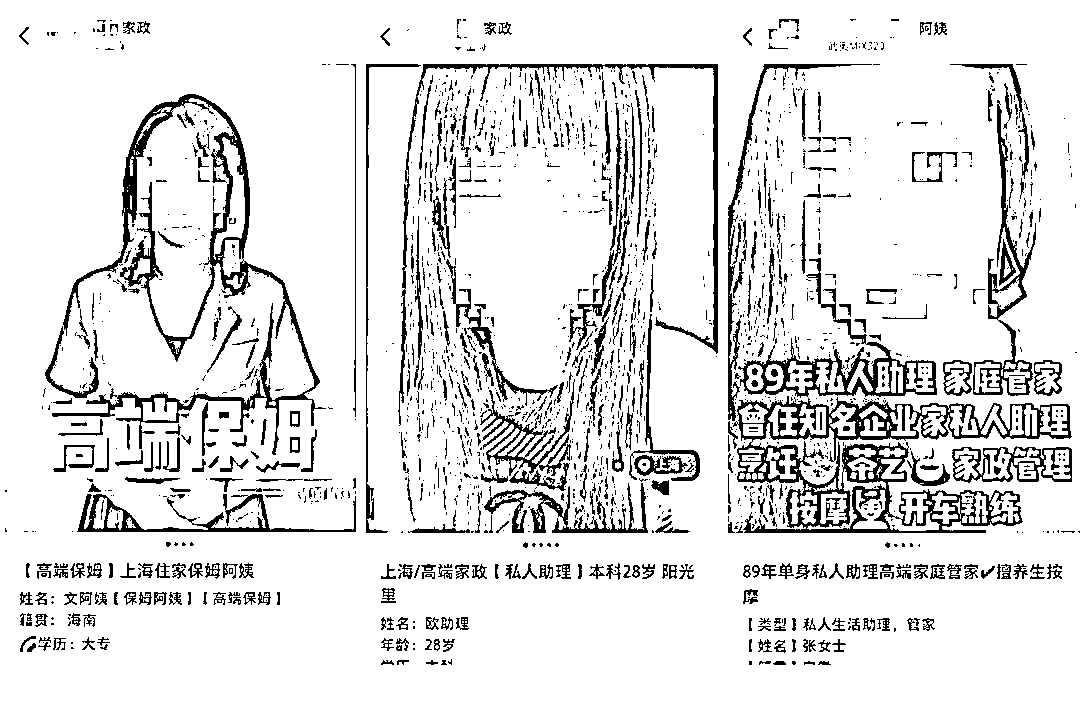 家政
高端保姆
【高端保姆】上海住家保姆阿姨
姓名：文阿姨【保姆阿姨】【高端保姆】
籍贯：海南
学历：大专
家政
上海/高端家政【私人助理】本科28岁 阳光
里
姓名：欧助理
年龄：28岁
学历：本科
阿姨
89年私人助理 家庭管家
曾任知名企业家私人助理
烹饪 茶艺 家政管理
按摩 开车熟练
89年单身私人助理高端家庭管家✔擅养生按
摩
【类型】私人生活助理，管家
【姓名】张女士